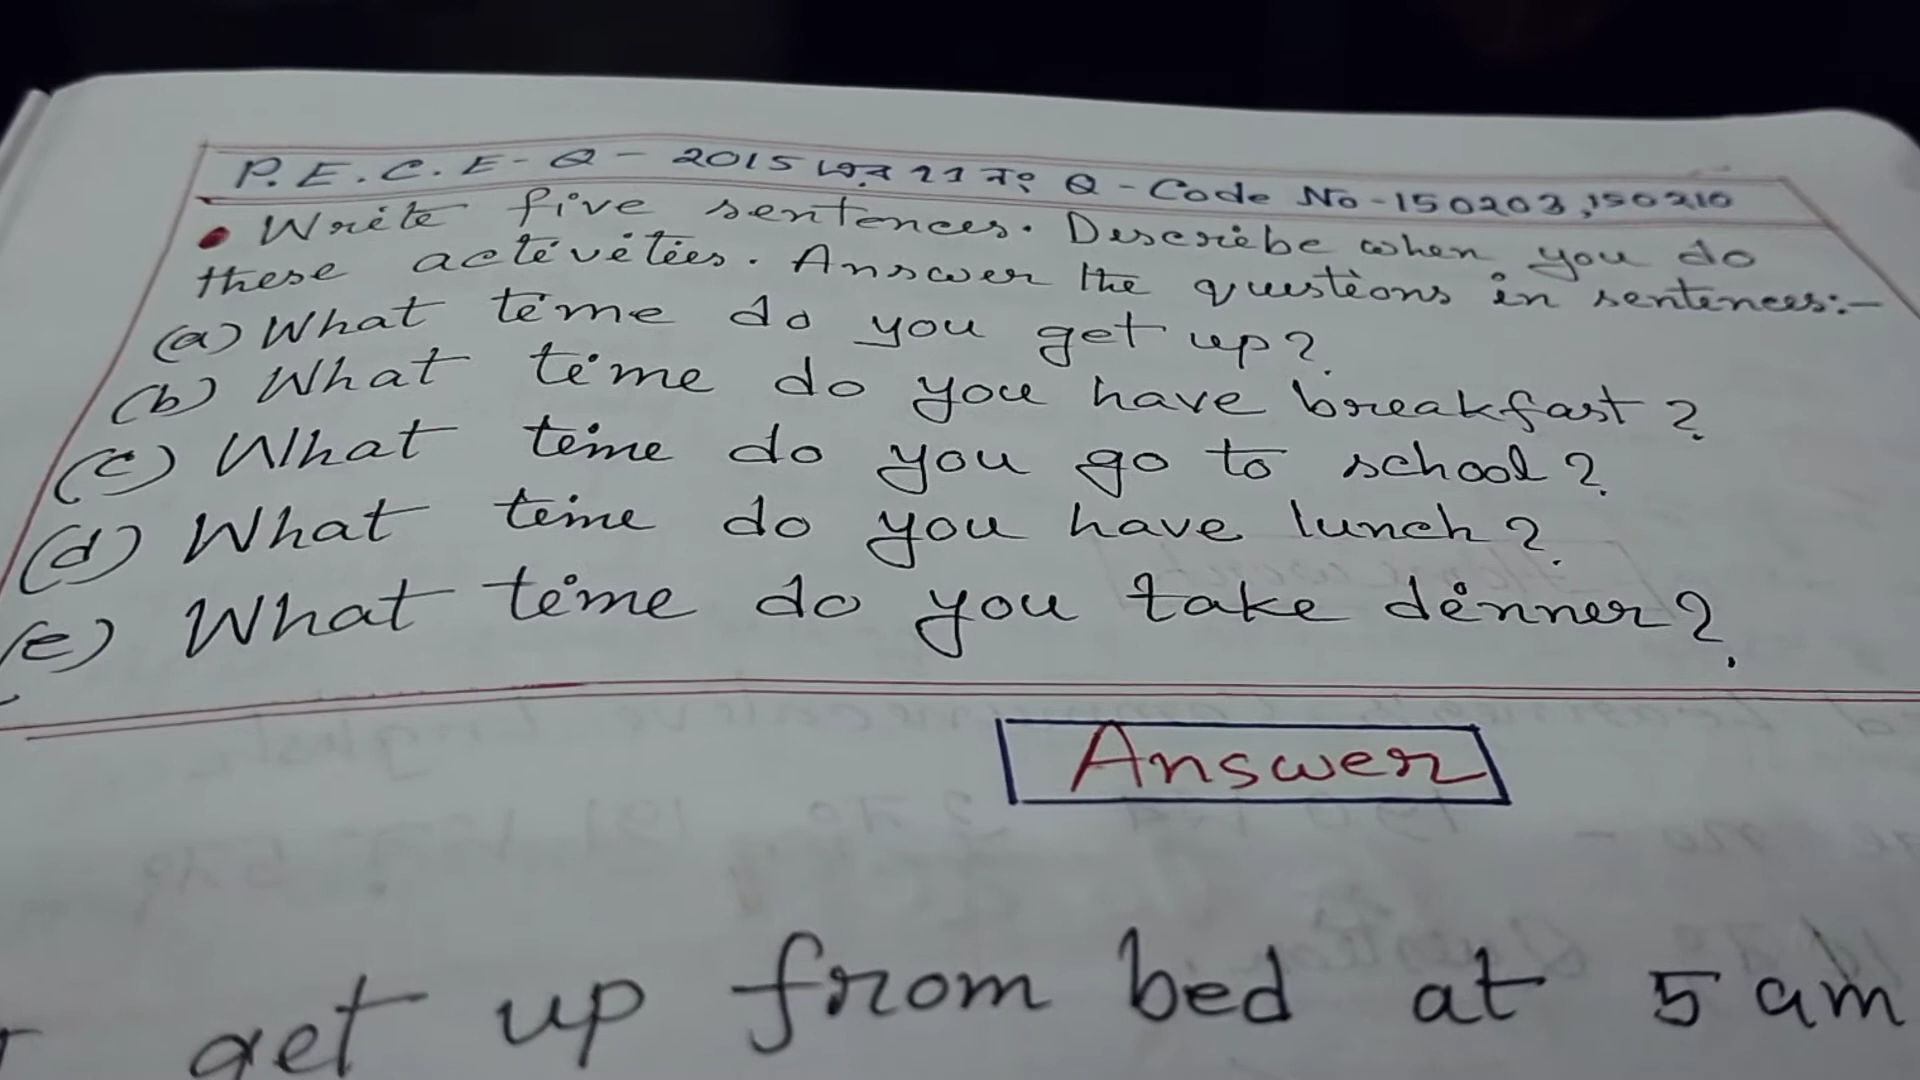 P.E.C.E-Q-2015 এর 11 নং Q-Code No-150203,150210
• Write five sentences. Describe when you do
these activities. Answer the questions in sentences:-
(a) What time do you get up?
(b) What time do you have breakfast?
(c) What time do you go to school?
(d) What time do you have lunch?
(e) What time do you take dinner?
Answer
I get up from bed at 5 am